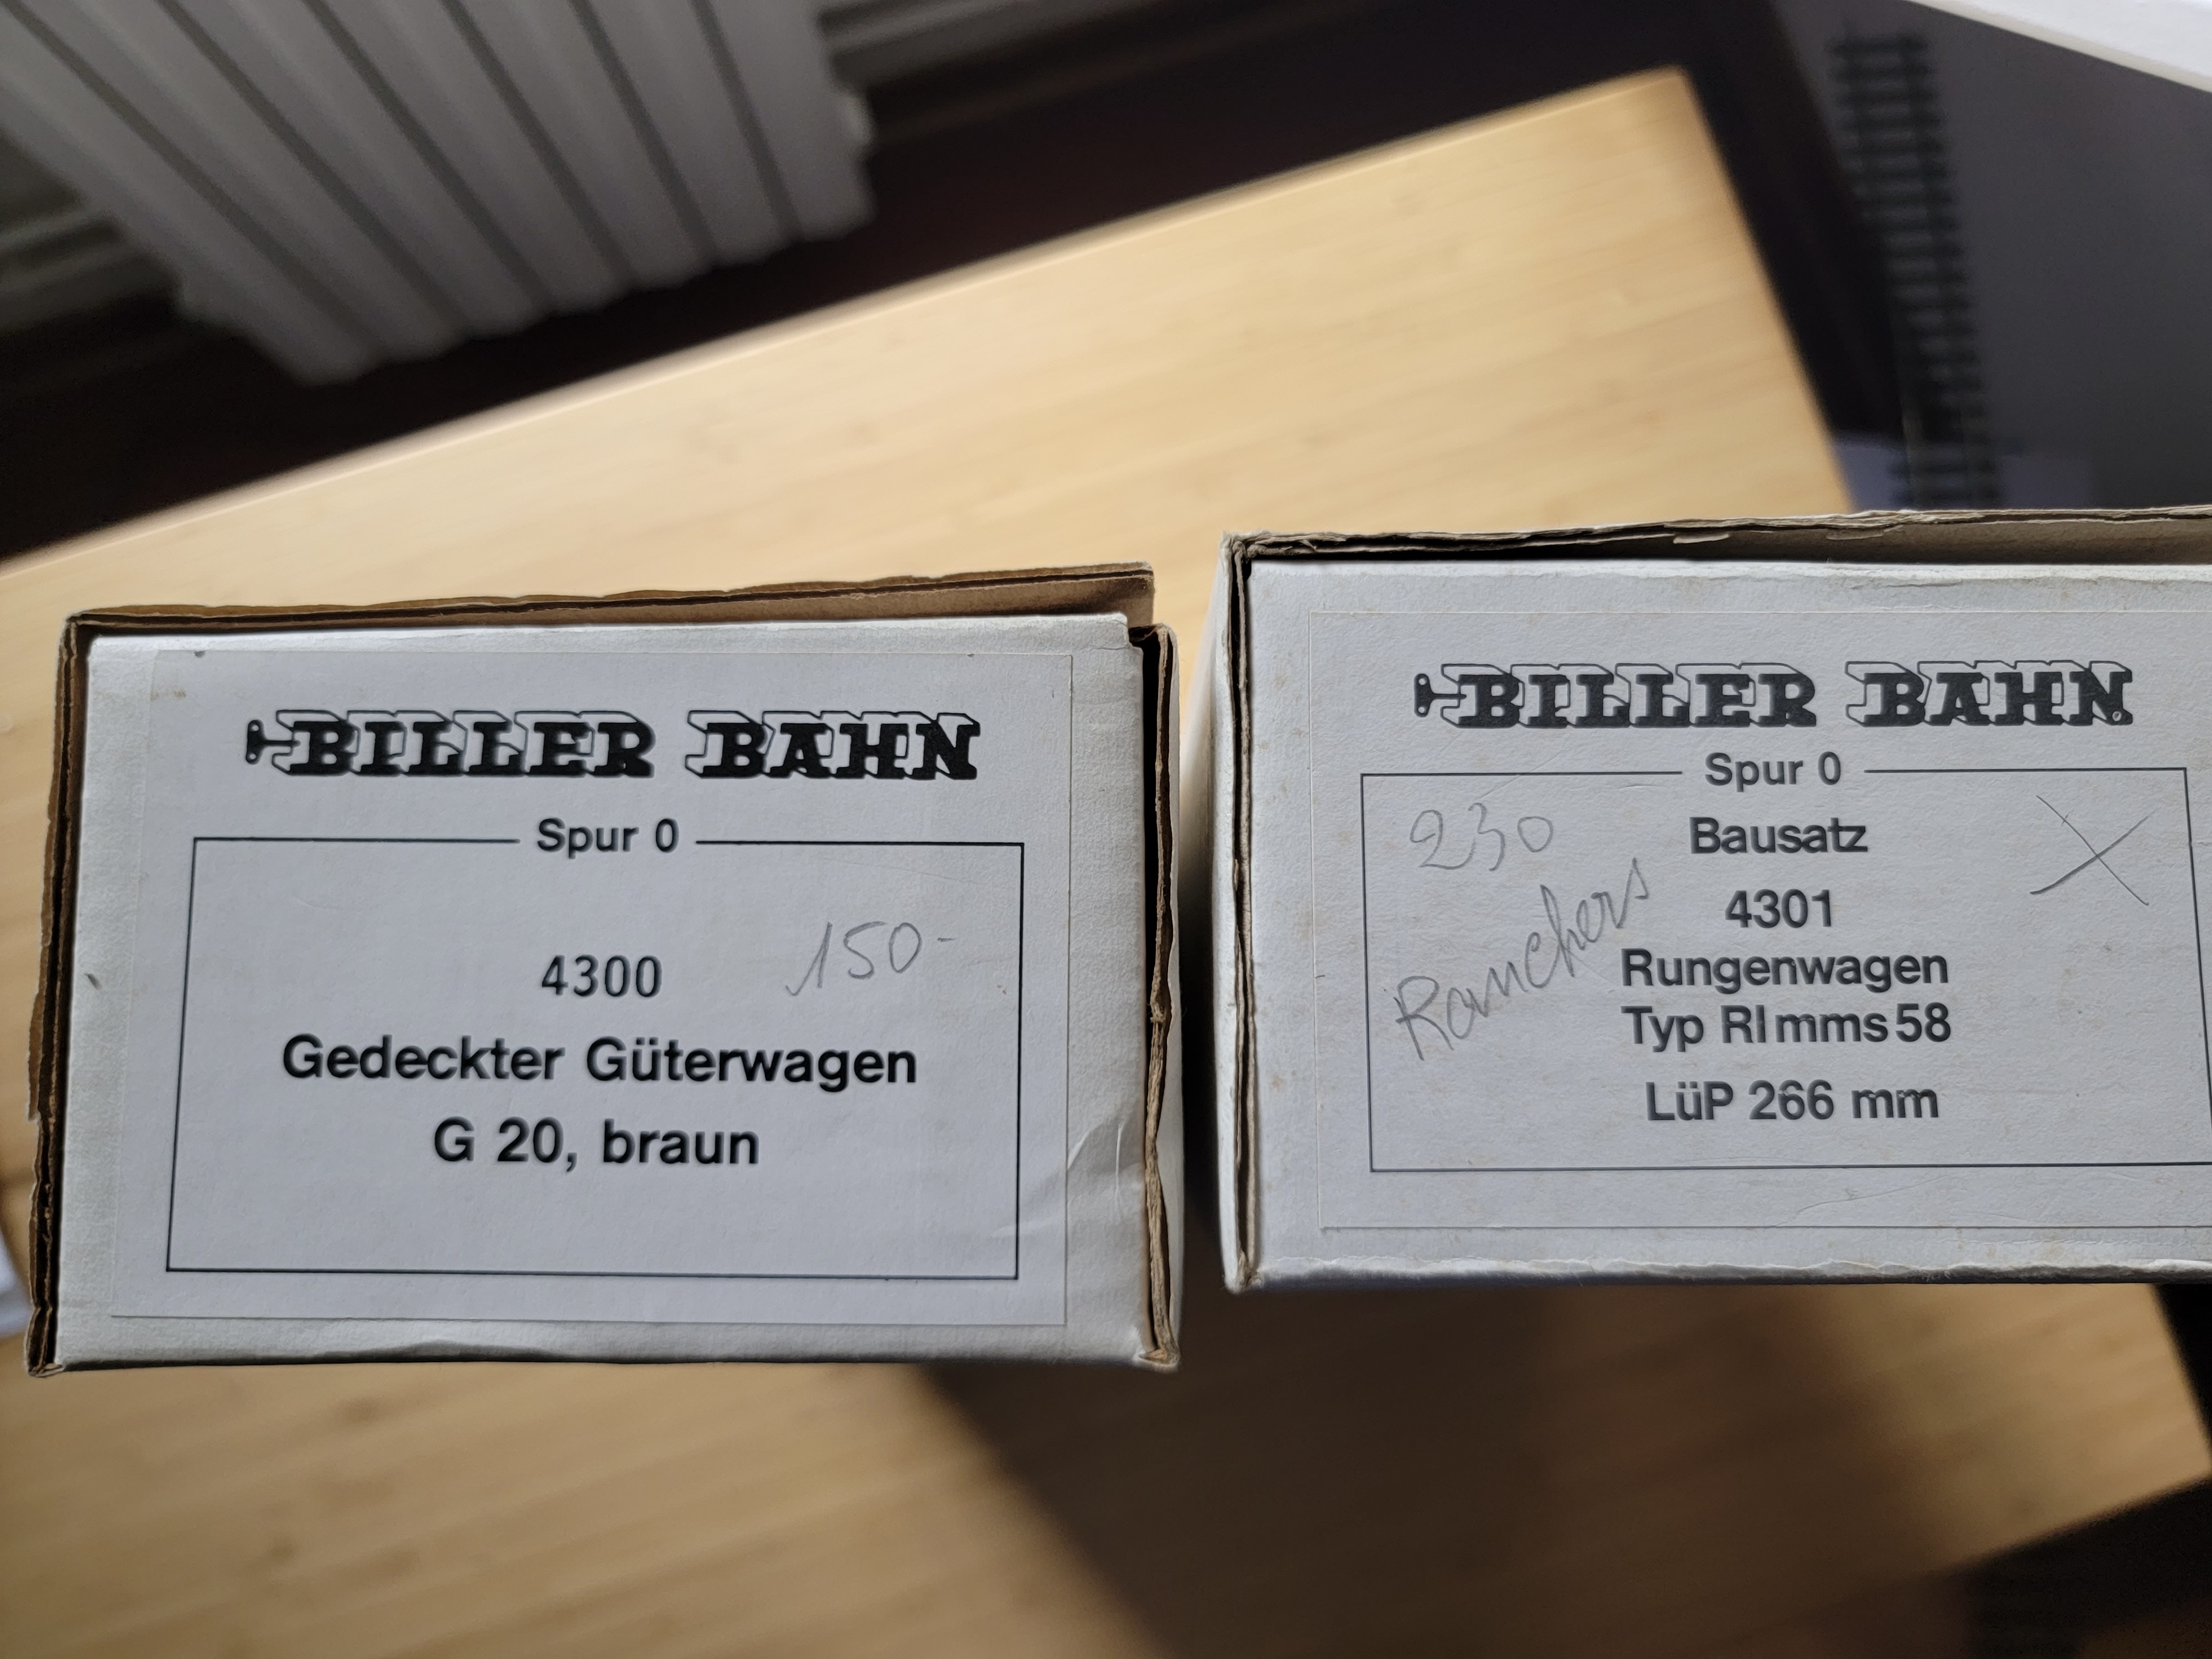 BILLER BAHN
Spur 0
4300
150-
Gedeckter Güterwagen
G 20, braun
BILLER BAHN
Spur 0
230
Bausatz
4301
Ranchers
Rungenwagen
Typ Rlmms 58
LüP 266 mm